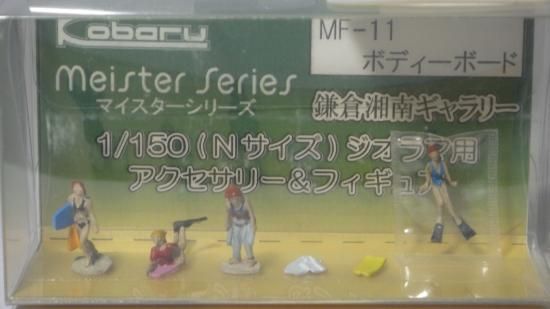 Kobaru
MF-11
ボディーボード
Meister Series
マイスターシリーズ
鎌倉湘南ギャラリー
1/150(Nサイズ)ジオラマ用
アクセサリー&フィギュア